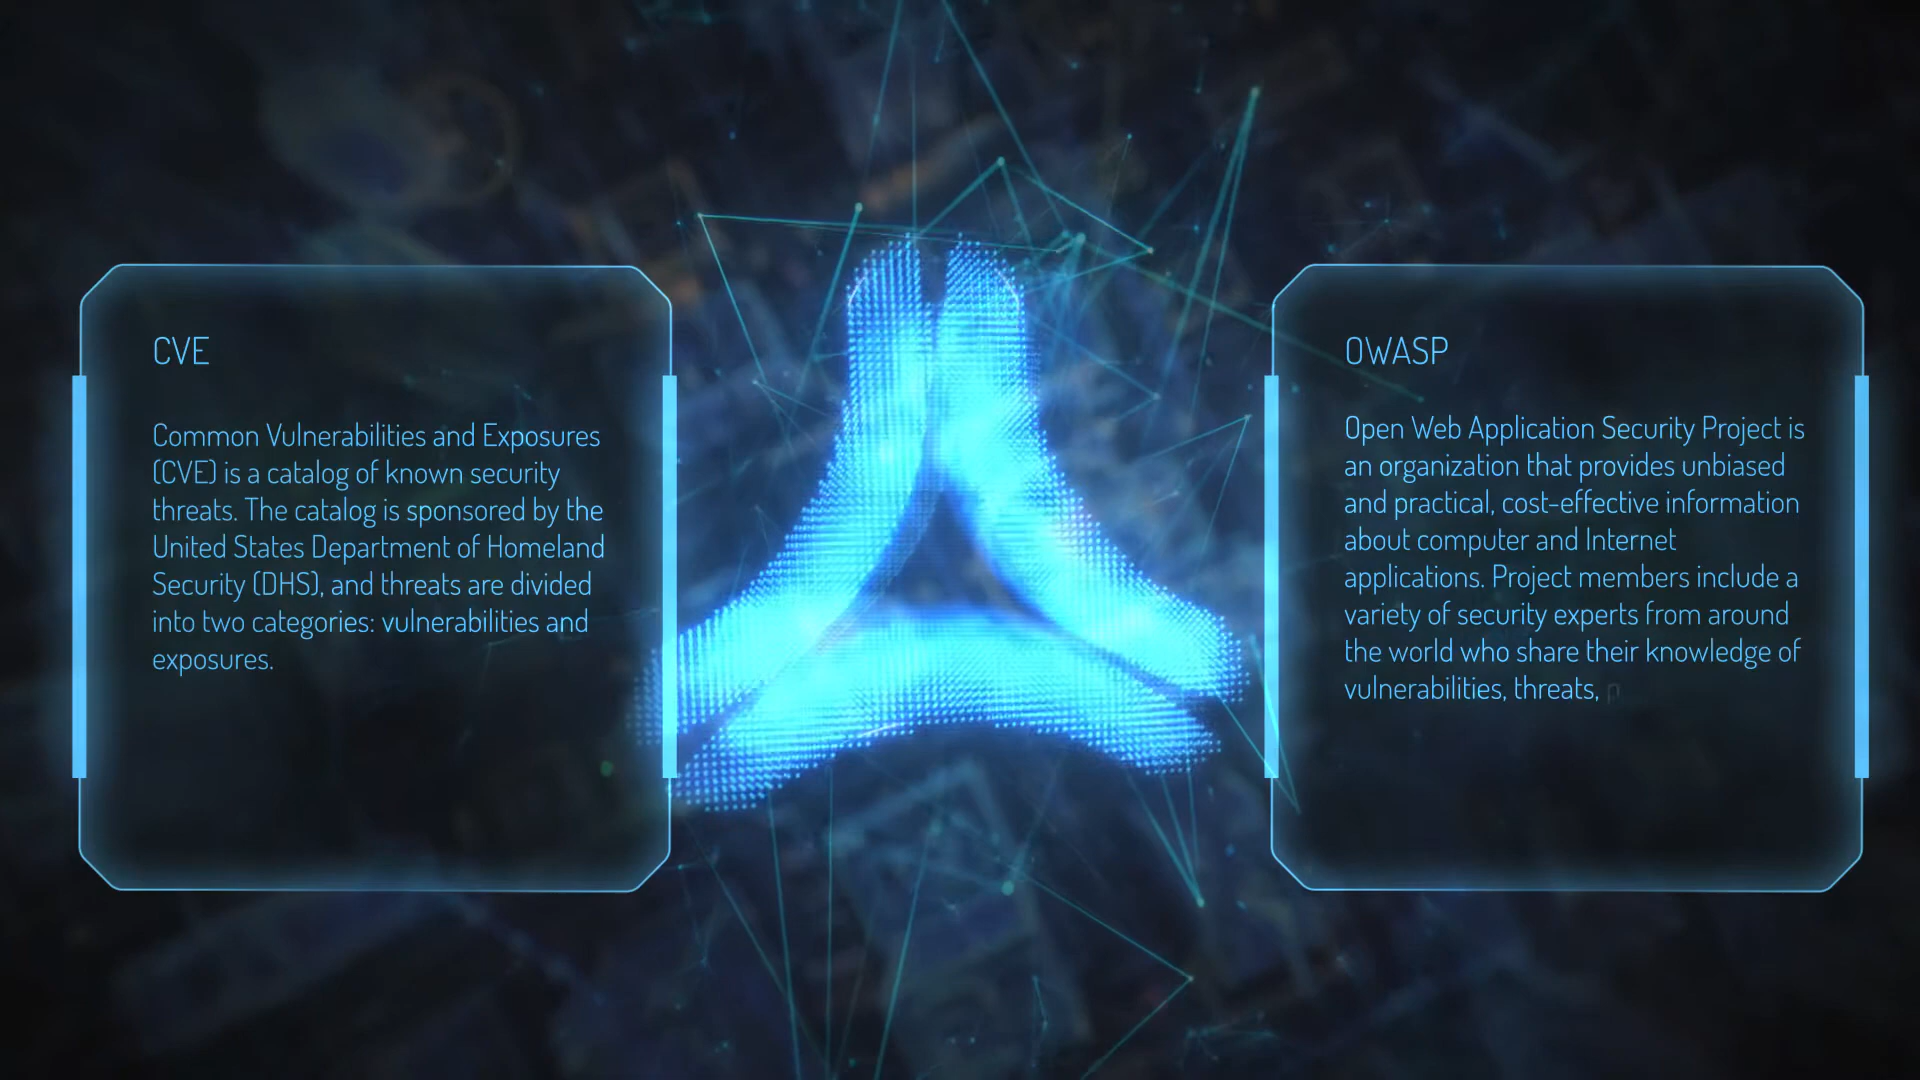 CVE
Common Vulnerabilities and Exposures
(CVE) is a catalog of known security
threats. The catalog is sponsored by the
United States Department of Homeland
Security (DHS), and threats are divided
into two categories: vulnerabilities and
exposures.
OWASP
Open Web Application Security Project is
an organization that provides unbiased
and practical, cost-effective information
about computer and Internet
applications. Project members include a
variety of security experts from around
the world who share their knowledge of
vulnerabilities, threats,